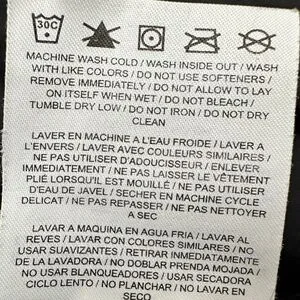 30C
MACHINE WASH COLD / WASH INSIDE OUT / WASH
WITH LIKE COLORS / DO NOT USE SOFTENERS /
REMOVE IMMEDIATELY / DO NOT ALLOW TO LAY
ON ITSELF WHEN WET / DO NOT BLEACH /
TUMBLE DRY LOW / DO NOT IRON / DO NOT DRY
CLEAN
LAVER EN MACHINE A L'EAU FROIDE / LAVER A
L'ENVERS / LAVER AVEC COULEURS SIMILAIRES /
NE PAS UTILISER D'ADOUCISSEUR / ENLEVER
IMMEDIATEMENT / NE PAS LAISSER LE VÊTEMENT
PLIÉ LORSQU'IL EST MOUILLÉ / NE PAS UTILISER
D'EAU DE JAVEL / SECHER EN MACHINE CYCLE
DELICAT / NE PAS REPASSER / NE PAS NETTOYER
A SEC
LAVAR A MAQUINA EN AGUA FRIA / LAVAR AL
REVES / LAVAR CON COLORES SIMILARES / NO
USAR SUAVIZANTES / RETIRAR INMEDIATAMENTE
DE LA LAVADORA / NO DOBLAR PRENDA MOJADA /
NO USAR BLANQUEADORES / USAR SECADORA
CICLO LENTO / NO PLANCHAR / NO LAVAR EN
SECO